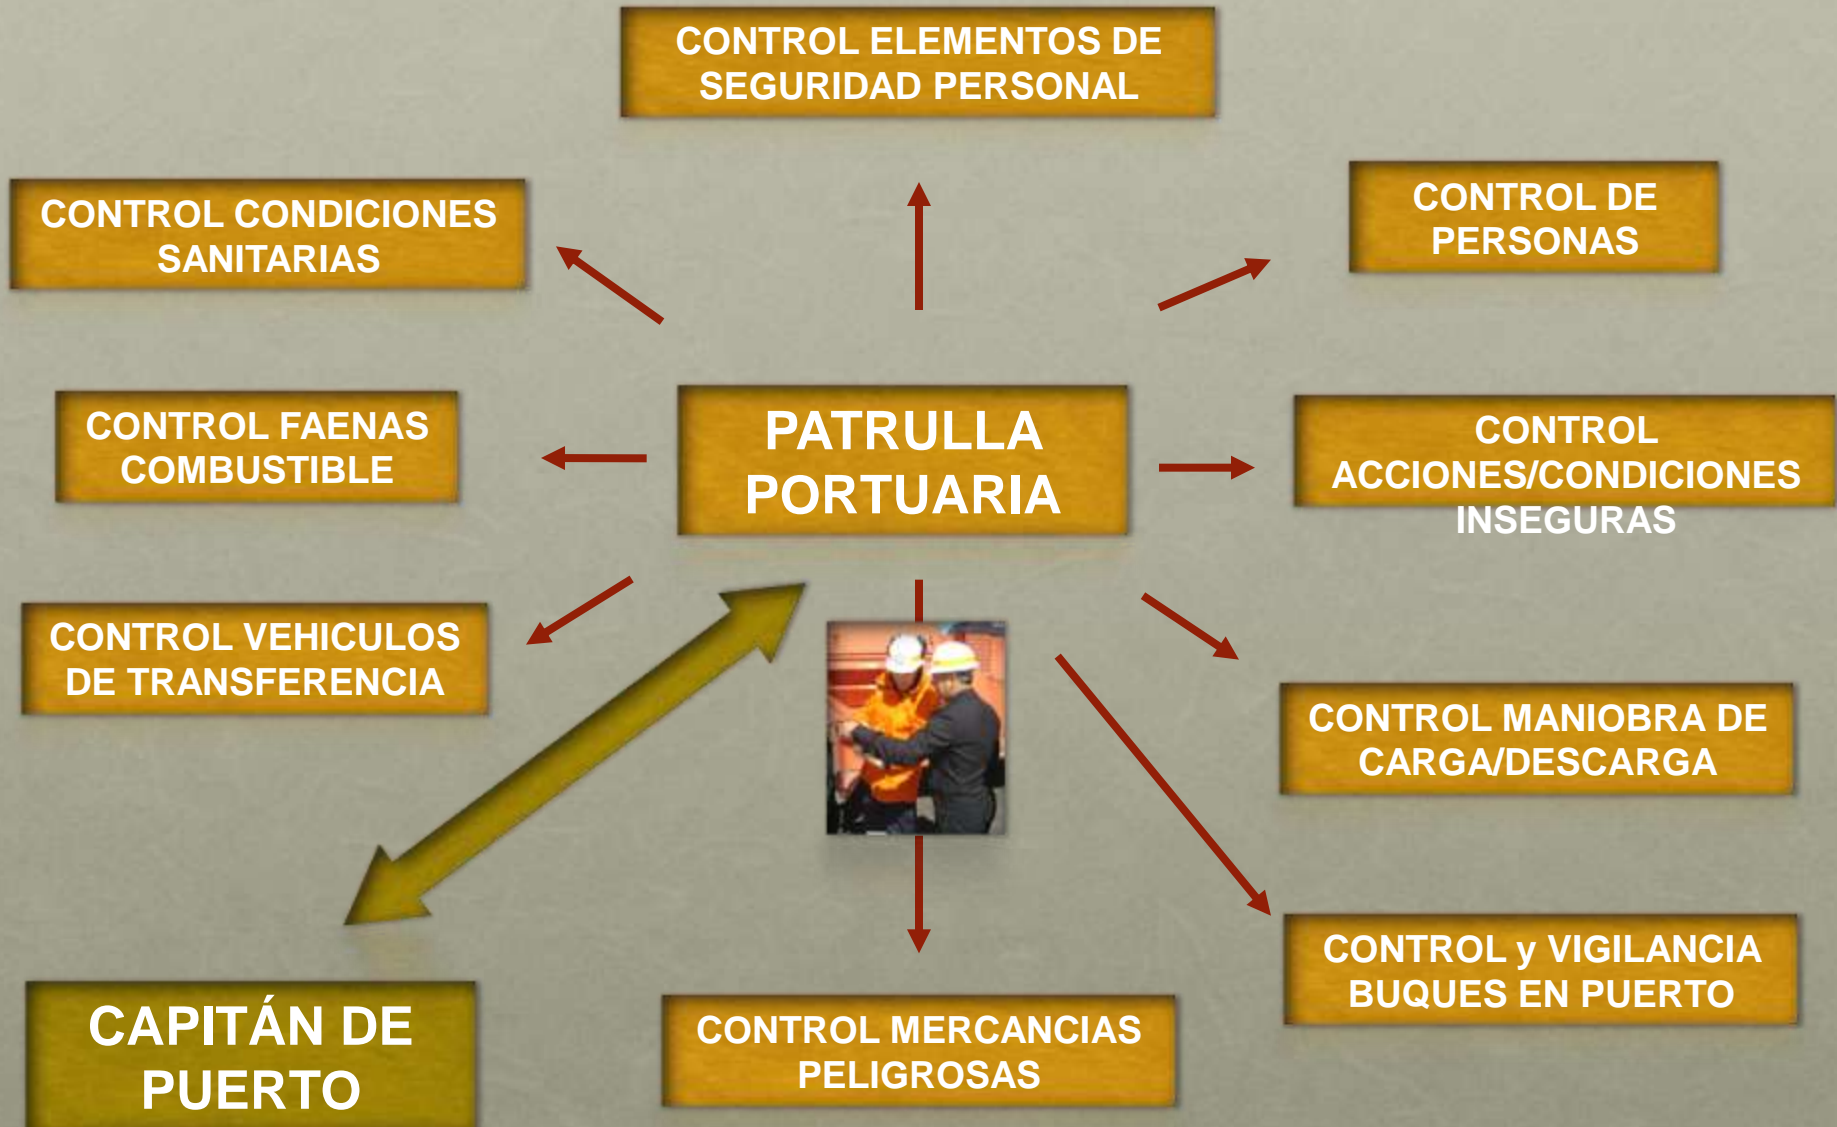 CONTROL ELEMENTOS DE
SEGURIDAD PERSONAL
CONTROL CONDICIONES
SANITARIAS
CONTROL DE
PERSONAS
CONTROL FAENAS
COMBUSTIBLE
PATRULLA
PORTUARIA
CONTROL
ACCIONES/CONDICIONES
INSEGURAS
CONTROL VEHICULOS
DE TRANSFERENCIA
CONTROL MANIOBRA DE
CARGA/DESCARGA
CONTROL y VIGILANCIA
BUQUES EN PUERTO
CAPITÁN DE
PUERTO
CONTROL MERCANCIAS
PELIGROSAS